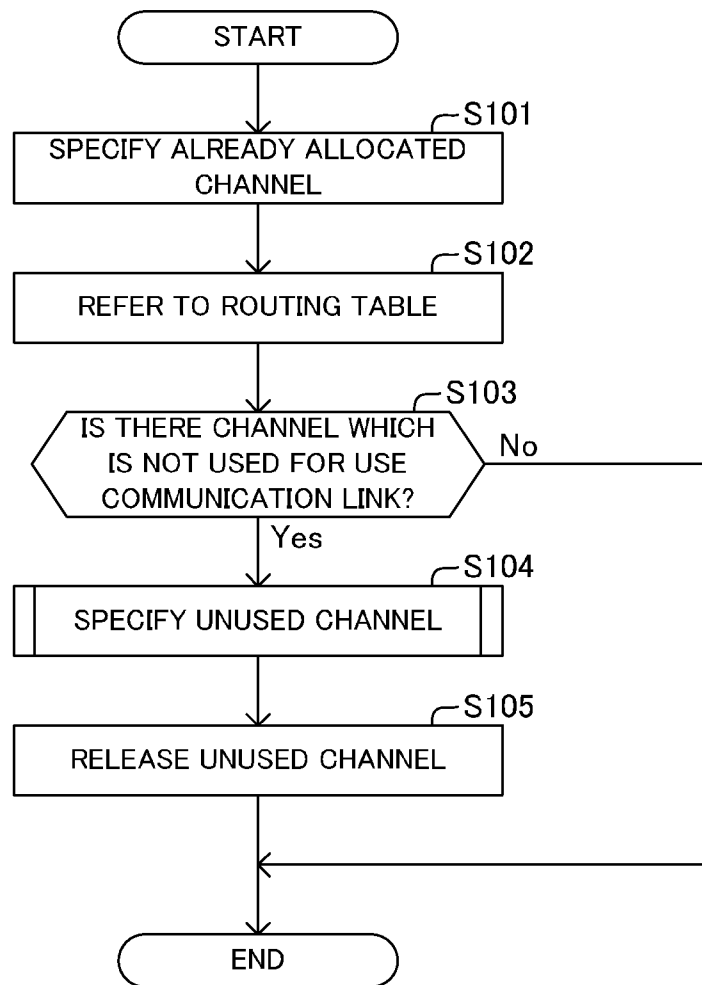 START
S101
SPECIFY ALREADY ALLOCATED
CHANNEL
S102
REFER TO ROUTING TABLE
S103
IS THERE CHANNEL WHICH
IS NOT USED FOR USE
COMMUNICATION LINK?
No
Yes
S104
SPECIFY UNUSED CHANNEL
S105
RELEASE UNUSED CHANNEL
END